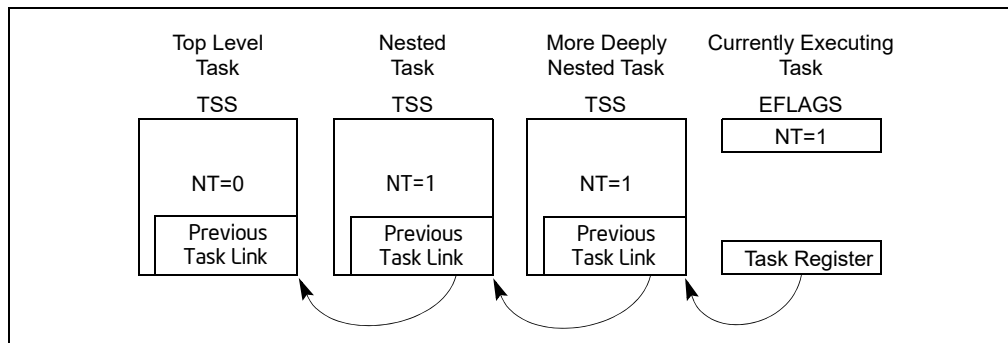 Top Level
Task
Nested
Task
More Deeply
Nested Task
Currently Executing
Task
TSS
TSS
TSS
EFLAGS
NT=1
NT=0
NT=1
NT=1
Previous
Task Link
Previous
Task Link
Previous
Task Link
Task Register